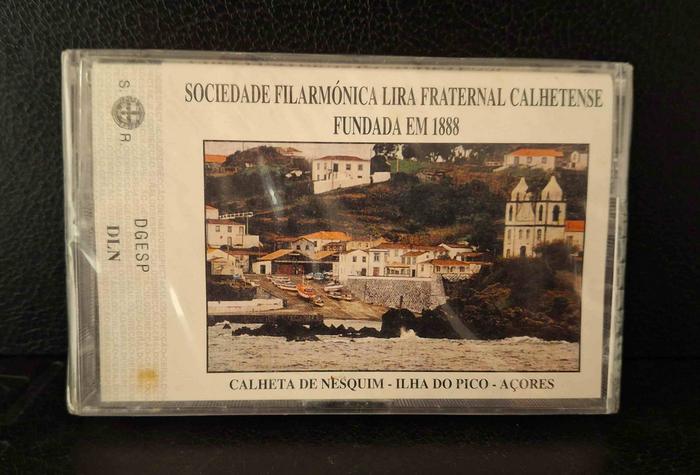 SOCIEDADE FILARMÓNICA LIRA FRATERNAL CALHETENSE
FUNDADA EM 1888
CALHETA DE NESQUIM - ILHA DO PICO - AÇORES
S. R
DGESP
DLN